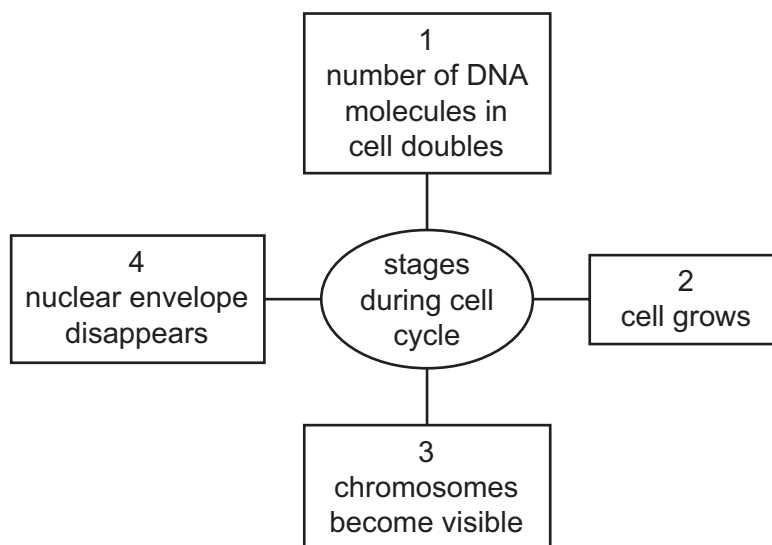 1
number of DNA
molecules in
cell doubles
4
nuclear envelope
disappears
stages
during cell
cycle
2
cell grows
3
chromosomes
become visible